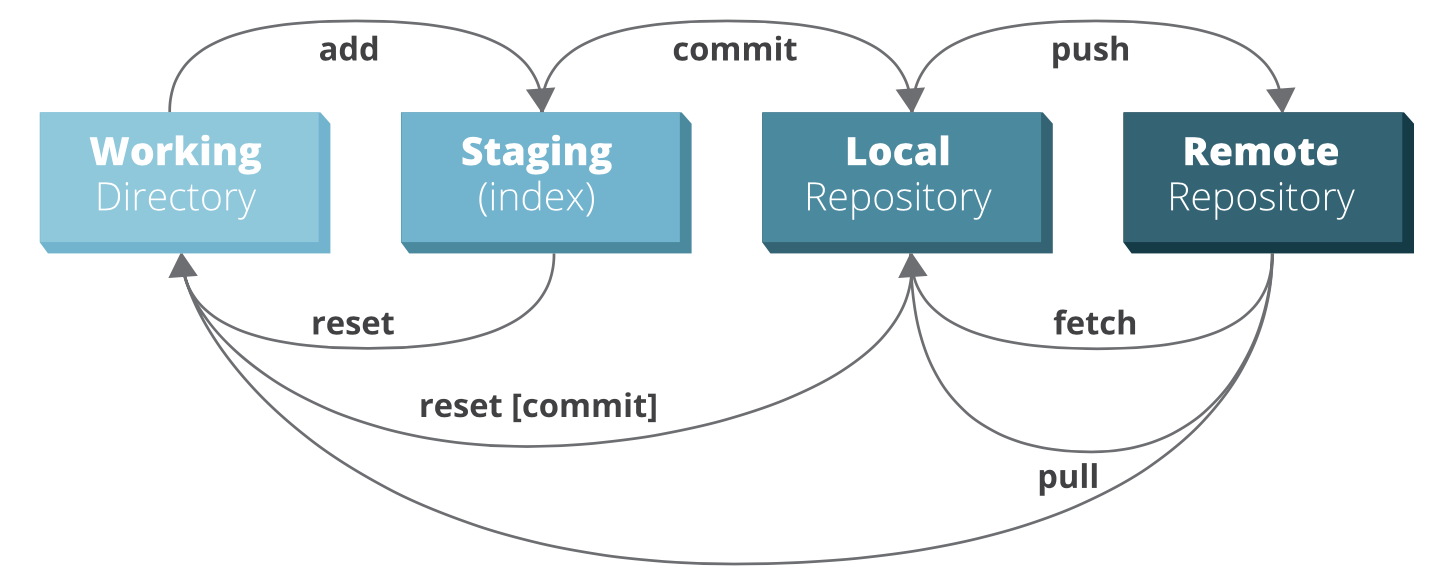 add
commit
push
Working
Directory
Staging
(index)
Local
Repository
Remote
Repository
reset
fetch
reset [commit]
pull